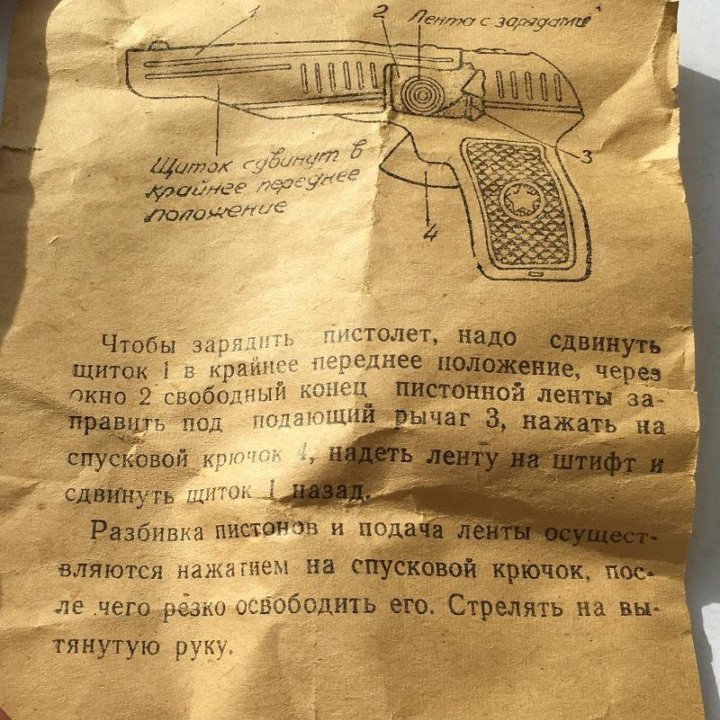 1
2
Лента с зарядами
3
Щиток сдвинут в
крайнее переднее
положение
4
Чтобы зарядить пистолет, надо сдвинуть
щиток 1 в крайнее переднее положение, через
окно 2 свободный конец пистонной ленты за-
править под подающий рычаг 3, нажать на
спусковой крючок 4, надеть ленту на штифт и
сдвинуть щиток 1 назад.
Разбивка пистонов и подача ленты осущест-
вляются нажатием на спусковой крючок, пос-
ле чего резко освободить его. Стрелять на вы-
тянутую руку.